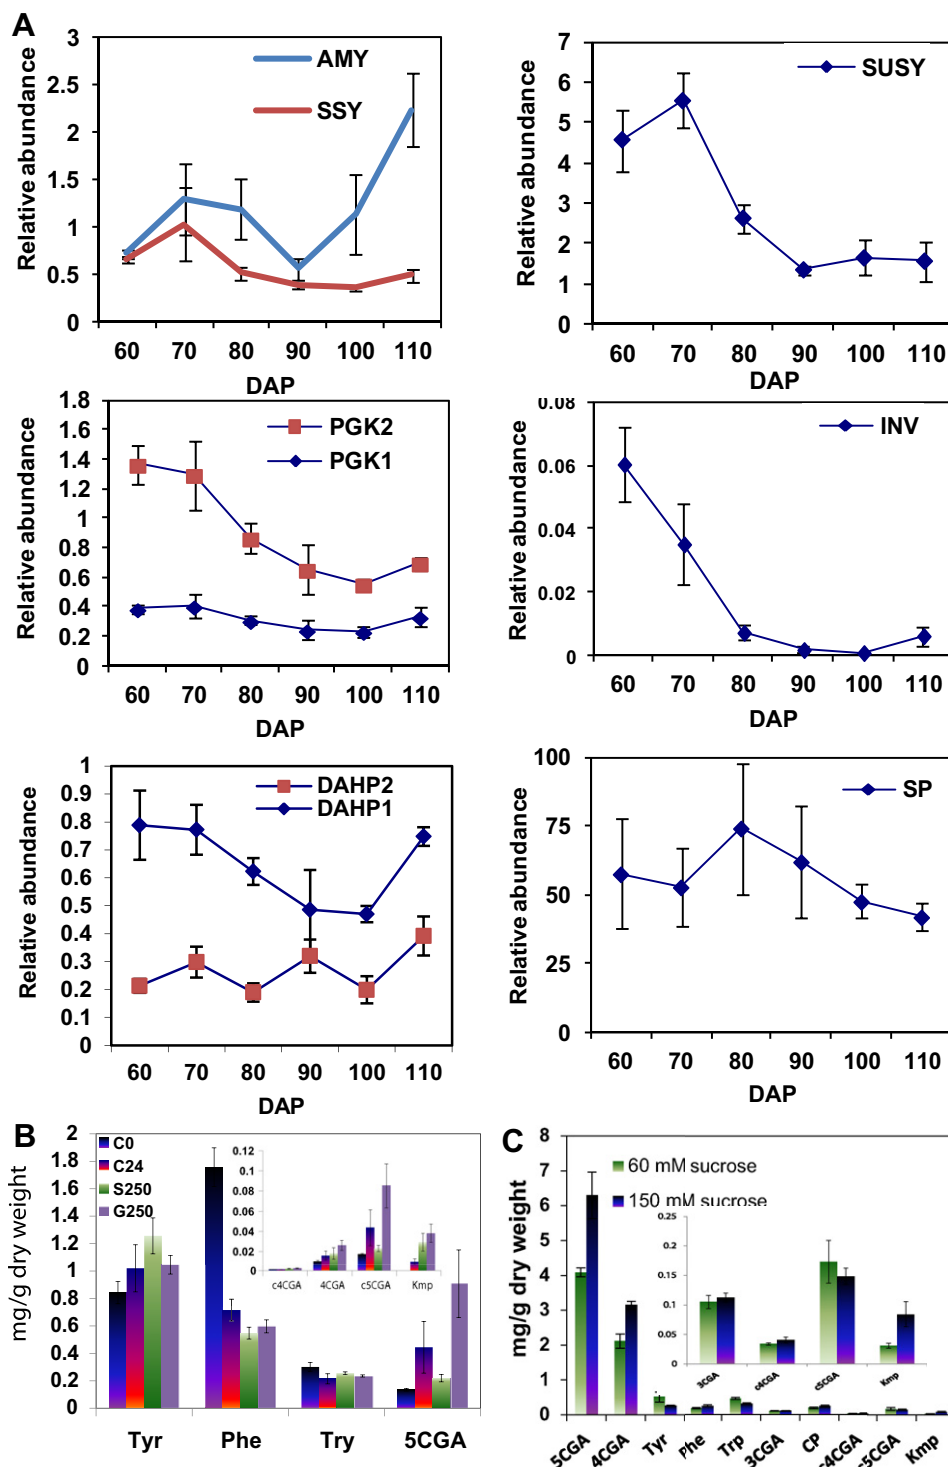 A
Relative abundance
3
2.5
2
1.5
1
0.5
0
AMY
SSY
60 70 80 90 100 110
DAP
Relative abundance
7
6
5
4
3
2
1
0
SUSY
60 70 80 90 100 110
DAP
Relative abundance
1.8
1.6
1.4
1.2
1
0.8
0.6
0.4
0.2
0
PGK2
PGK1
60 70 80 90 100 110
DAP
Relative abundance
0.08
0.06
0.04
0.02
0
INV
60 70 80 90 100 110
DAP
Relative abundance
1
0.9
0.8
0.7
0.6
0.5
0.4
0.3
0.2
0.1
0
DAHP2
DAHP1
60 70 80 90 100 110
DAP
Relative abundance
100
75
50
25
0
SP
60 70 80 90 100 110
DAP
B
mg/g dry weight
2
1.8
1.6
1.4
1.2
1
0.8
0.6
0.4
0.2
0
C0
C24
S250
G250
0.12
0.1
0.08
0.06
0.04
0.02
0
c4CGA 4CGA c5CGA Kmp
Tyr Phe Try 5CGA
C
mg/g dry weight
8
7
6
5
4
3
2
1
0
60 mM sucrose
150 mM sucrose
0.25
0.2
0.15
0.1
0.05
0
3CGA c4CGA c5CGA Kmp
5CGA 4CGA Tyr Phe Trp 3CGA CP c4CGA c5CGA Kmp